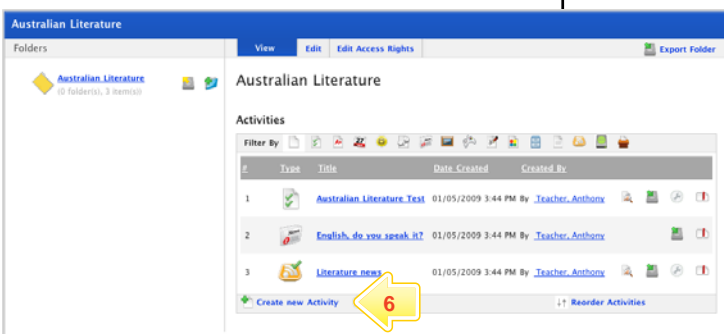 Australian Literature
Folders
View Edit Edit Access Rights Export Folder
Australian Literature
(0 folder(s), 3 item(s))
Australian Literature
Activities
Filter By
# Type Title Date Created Created By
1 Australian Literature Test 01/05/2009 3:44 PM By Teacher, Anthony
2 English, do you speak it? 01/05/2009 3:44 PM By Teacher, Anthony
3 Literature news 01/05/2009 3:44 PM By Teacher, Anthony
Create new Activity 6 Reorder Activities